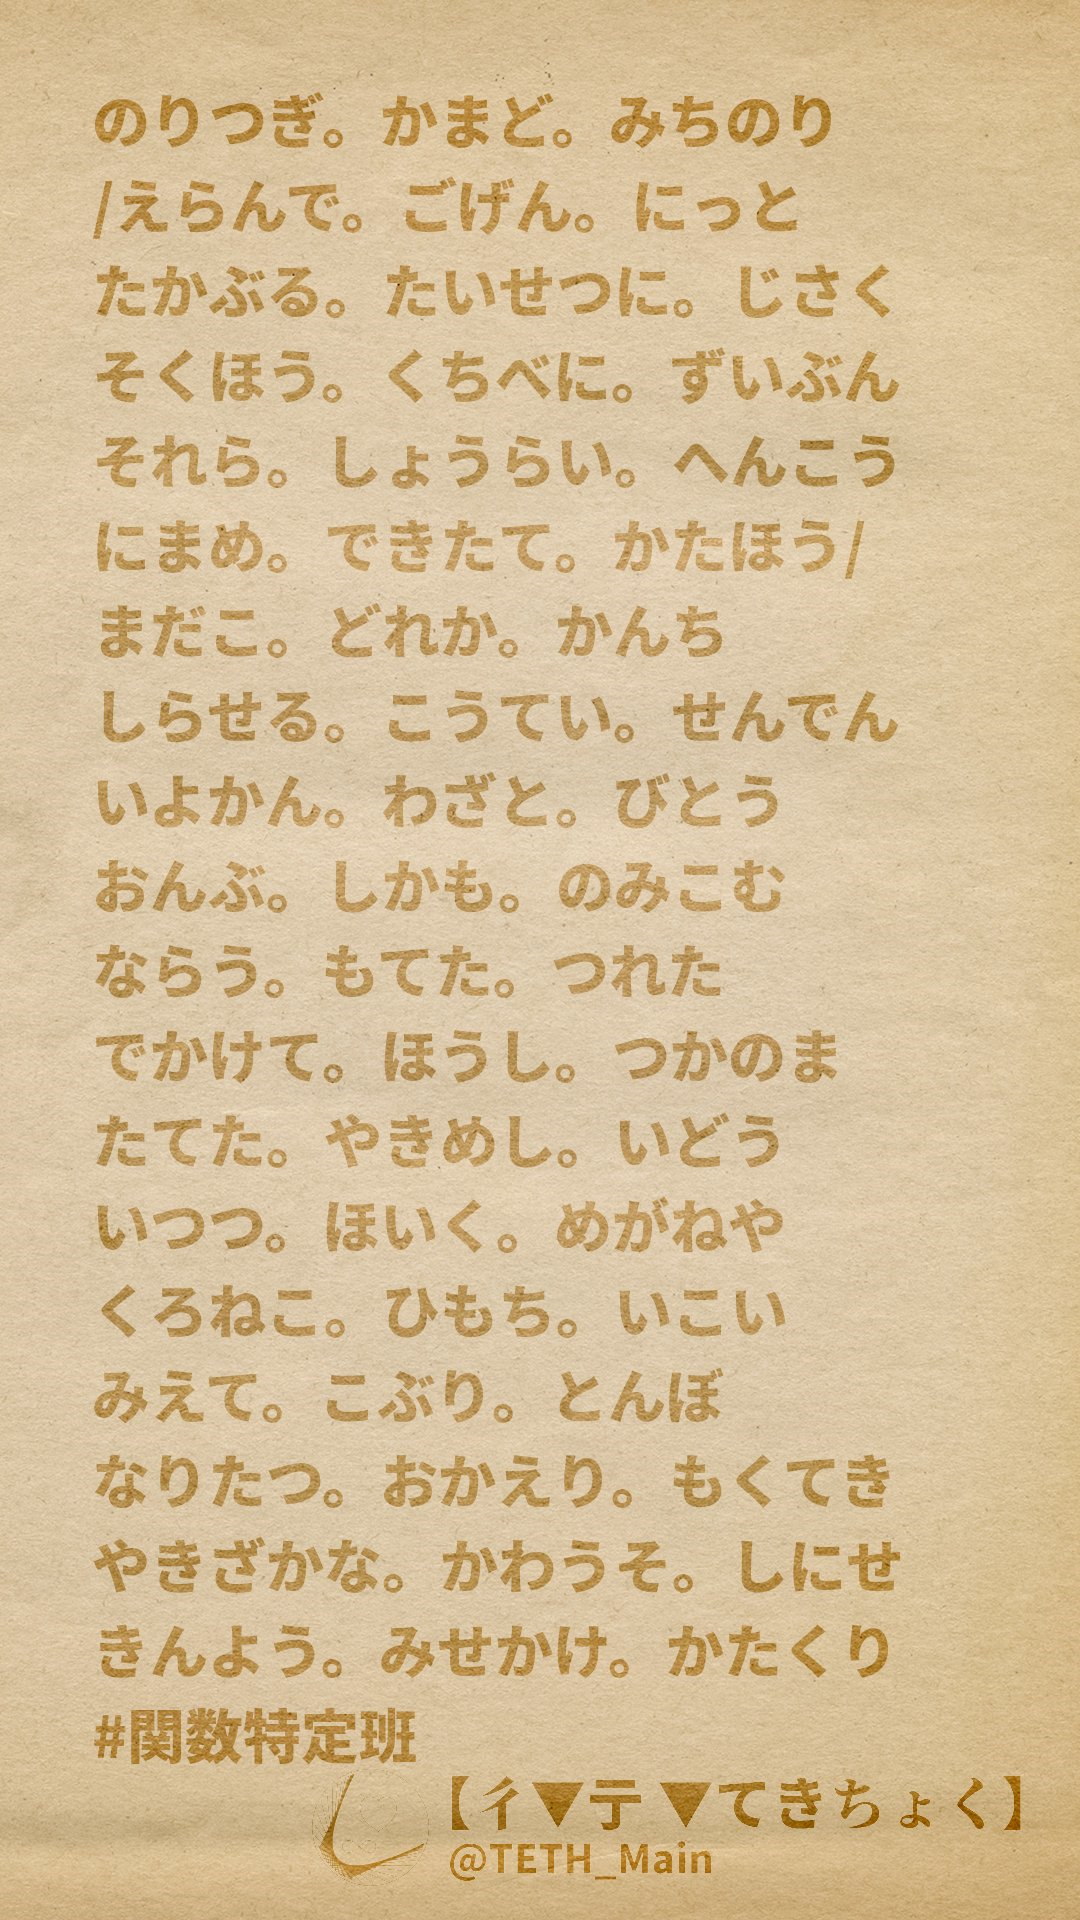 のりつぎ。かまど。みちのり
/えらんで。ごげん。にっと
たかぶる。たいせつに。じさく
そくほう。くちべに。ずいぶん
それら。しょうらい。へんこう
にまめ。できたて。かたほう/
まだこ。どれか。かんち
しらせる。こうてい。せんでん
いよかん。わざと。びとう
おんぶ。しかも。のみこむ
ならう。もてた。つれた
でかけて。ほうし。つかのま
たてた。やきめし。いどう
いつつ。ほいく。めがねや
くろねこ。ひもち。いこい
みえて。こぶり。とんぼ
なりたつ。おかえり。もくてき
やきざかな。かわうそ。しにせ
きんよう。みせかけ。かたくり
#関数特定班
【彳▼亍 ▼てきちょく】
@TETH_Main